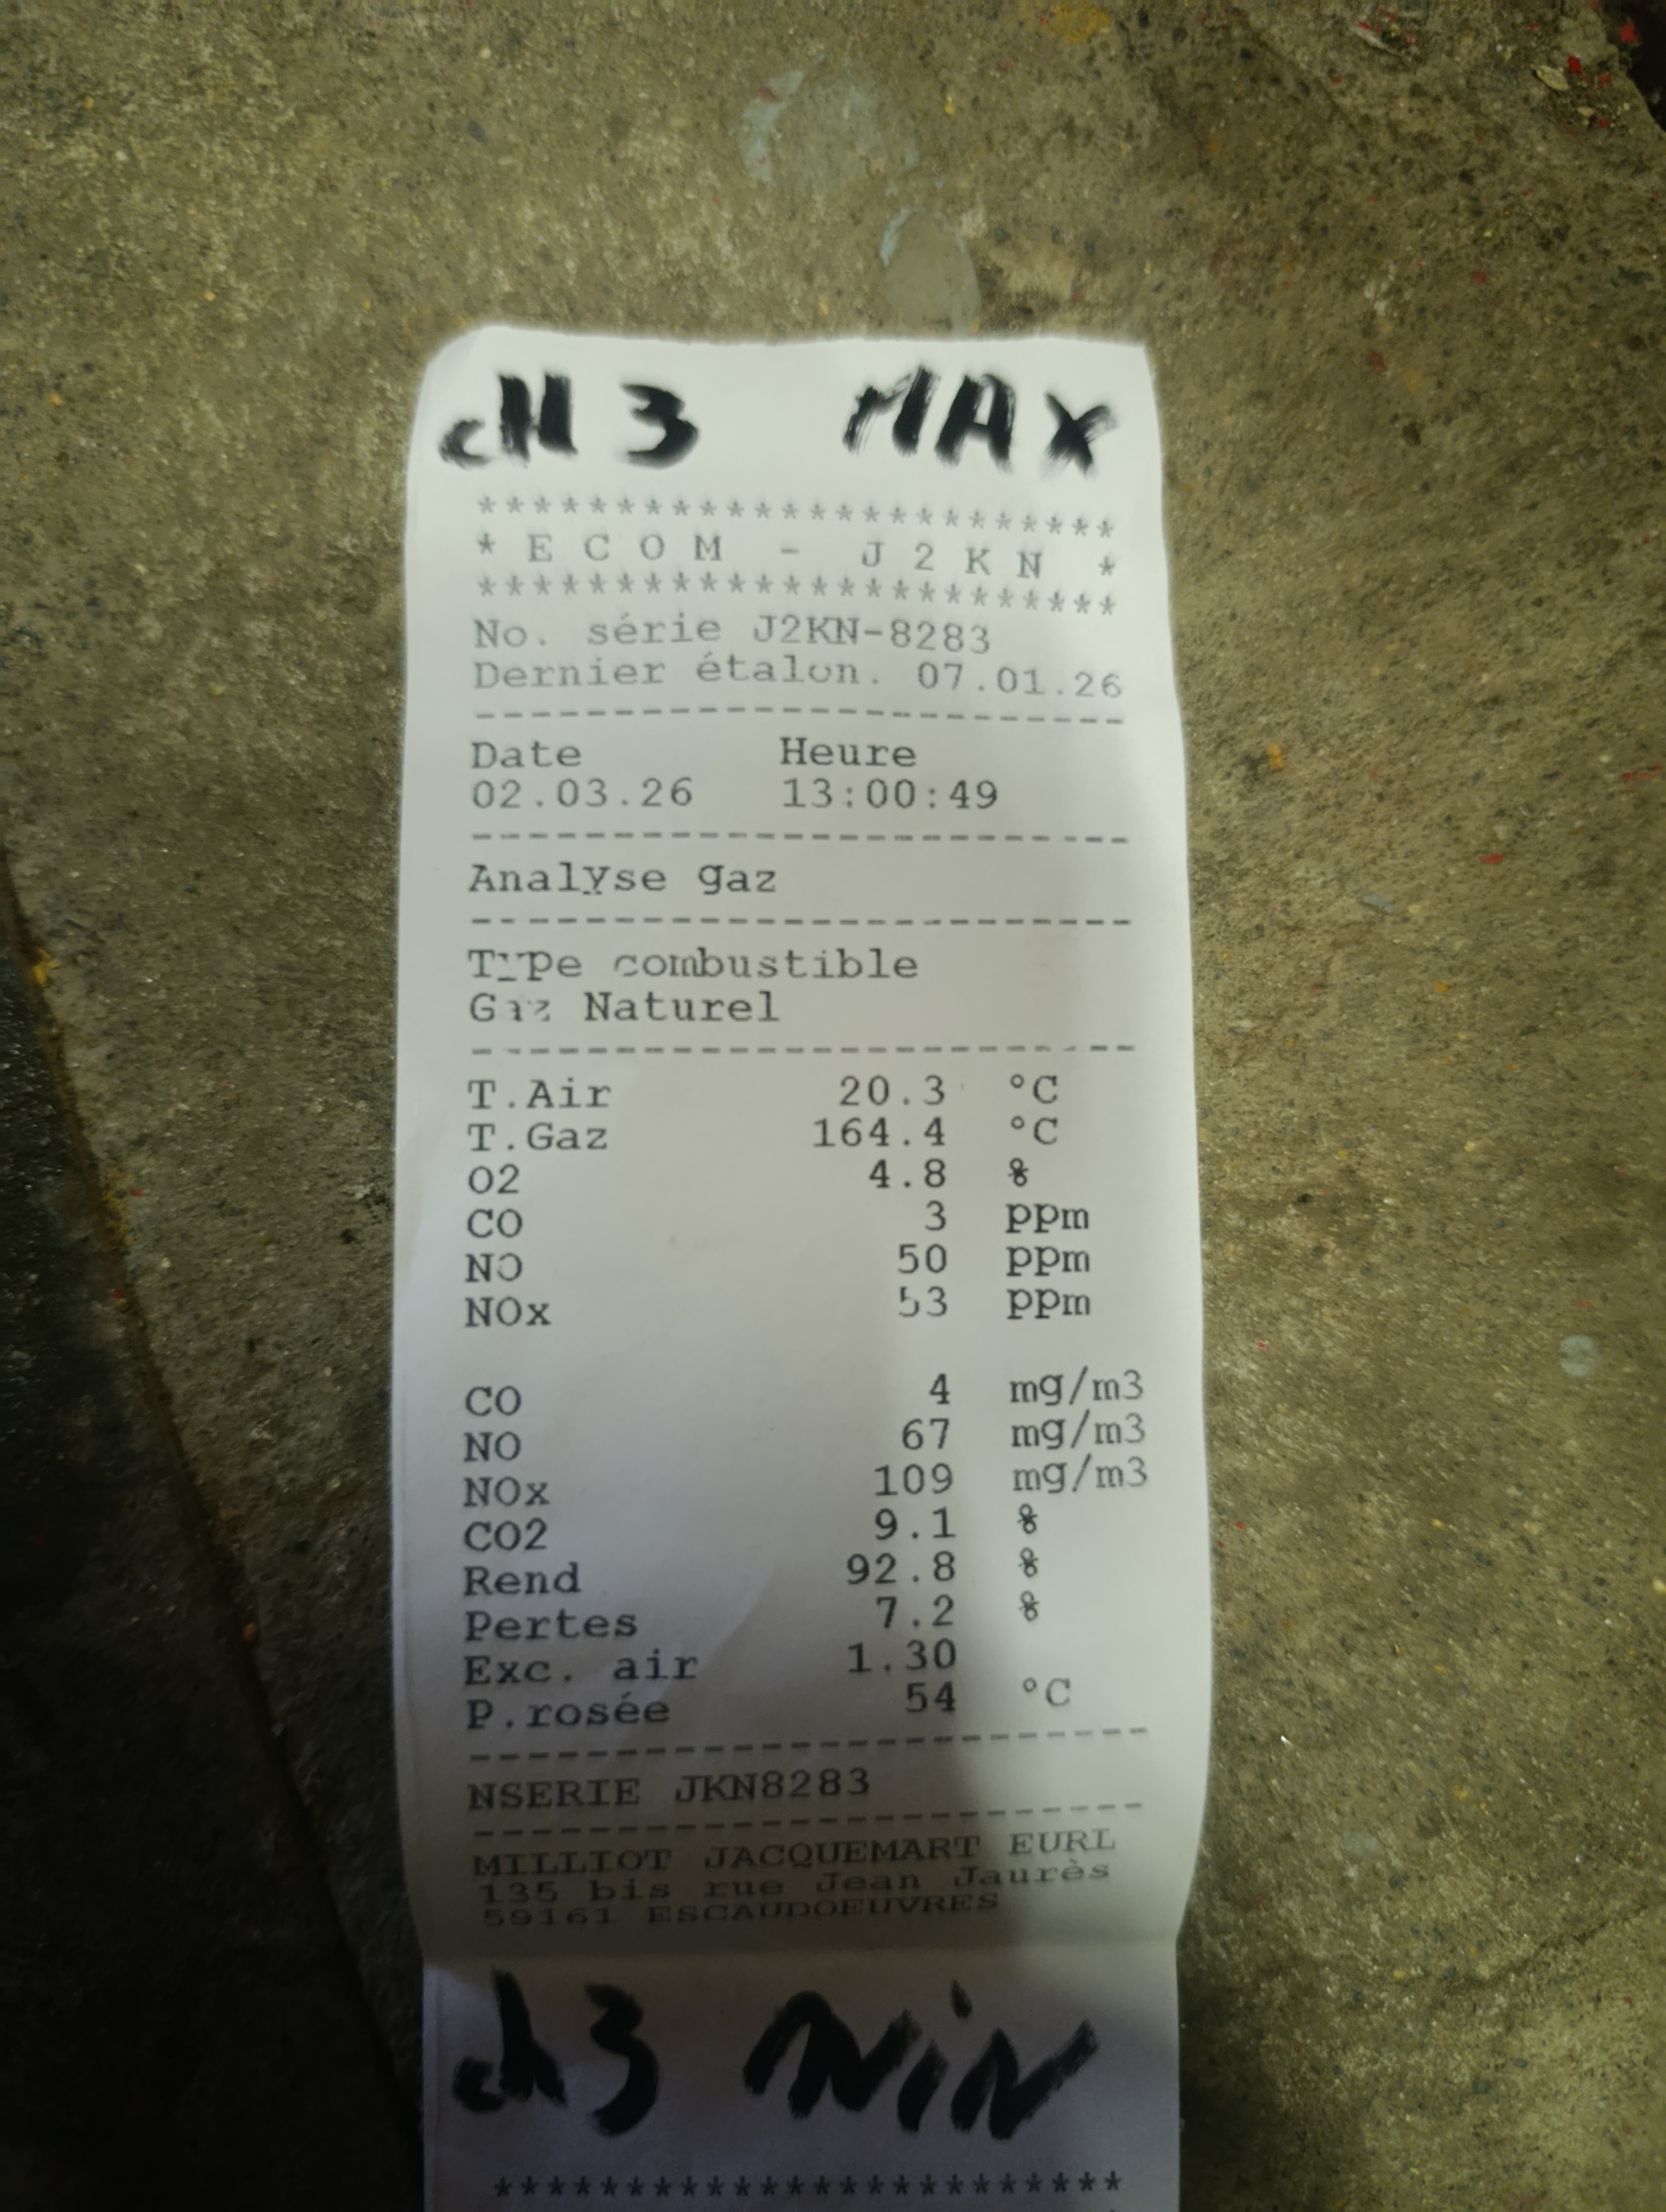 CH 3 MAX
************************
* E C O M - J 2 K N *
************************
No. série J2KN-8283
Dernier étalon. 07.01.26
------------------------
Date Heure
02.03.26 13:00:49
------------------------
Analyse gaz
------------------------
Type combustible
Gaz Naturel
------------------------
T.Air 20.3 °C
T.Gaz 164.4 °C
O2 4.8 %
CO 3 ppm
NO 50 ppm
NOx 53 ppm
CO 4 mg/m3
NO 67 mg/m3
NOx 109 mg/m3
CO2 9.1 %
Rend 92.8 %
Pertes 7.2 %
Exc. air 1.30
P.rosée 54 °C
------------------------
NSERIE JKN8283
------------------------
MILLIOT JACQUEMART EURL
135 bis rue Jean Jaurès
59161 ESCAUDOEUVRES
ch 3 MiN
************************